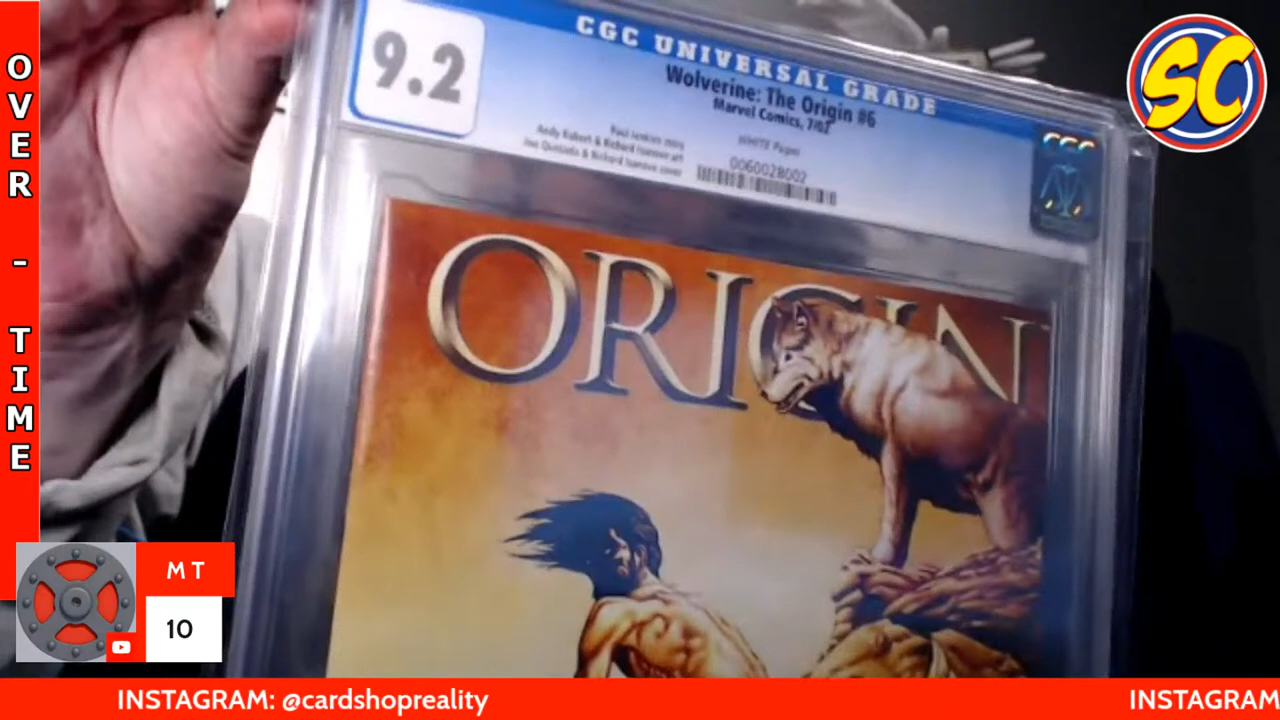 OVER - TIME
9.2
CGC UNIVERSAL GRADE
Wolverine: The Origin #6
Marvel Comics, 7/02
WHITE Pages
Paul Jenkins story
Andy Kubert & Richard Isanove art
Joe Quesada & Richard Isanove cover
0060028002
CGC
ORIGIN
SC
MT
10
INSTAGRAM: @cardshopreality
INSTAGRAM